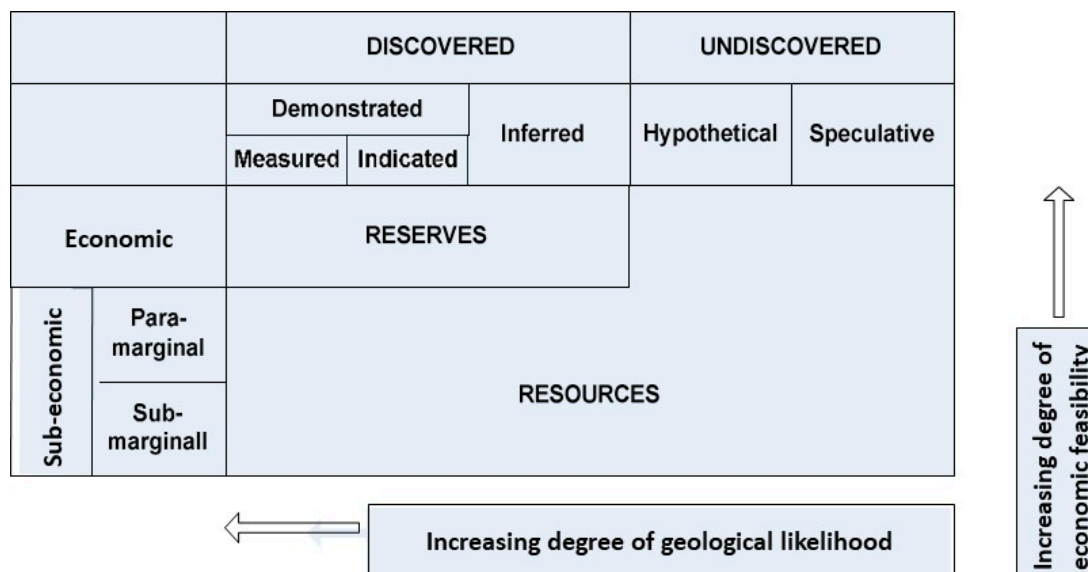 DISCOVERED
UNDISCOVERED
Demonstrated
Measured
Indicated
Inferred
Hypothetical
Speculative
Economic
RESERVES
Sub-economic
Para-
marginal
Sub-
marginall
RESOURCES
Increasing degree of geological likelihood
Increasing degree of
economic feasibility